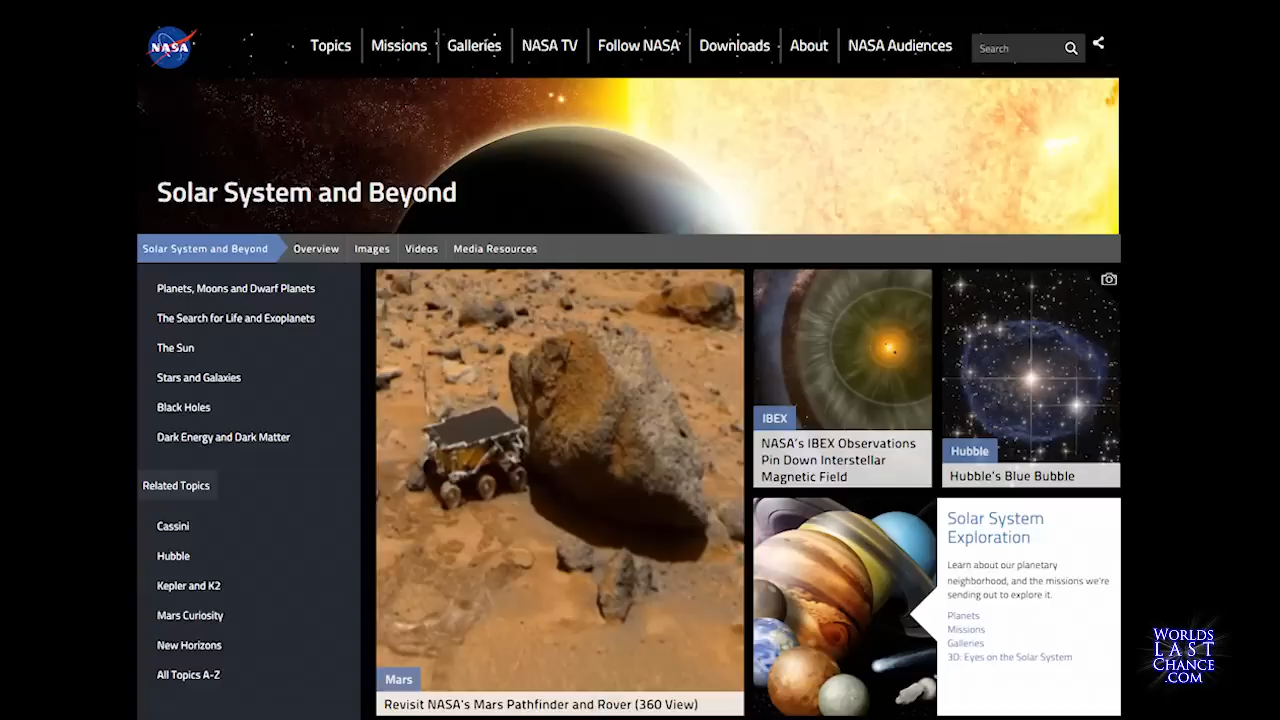 NASA
Topics
Missions
Galleries
NASA TV
Follow NASA
Downloads
About
NASA Audiences
Search
Solar System and Beyond
Solar System and Beyond
Overview
Images
Videos
Media Resources
Planets, Moons and Dwarf Planets
The Search for Life and Exoplanets
The Sun
Stars and Galaxies
Black Holes
Dark Energy and Dark Matter
Related Topics
Cassini
Hubble
Kepler and K2
Mars Curiosity
New Horizons
All Topics A-Z
Mars
Revisit NASA's Mars Pathfinder and Rover (360 View)
IBEX
NASA's IBEX Observations
Pin Down Interstellar
Magnetic Field
Hubble
Hubble's Blue Bubble
Solar System
Exploration
Learn about our planetary
neighborhood, and the missions we're
sending out to explore it.
Planets
Missions
Galleries
3D: Eyes on the Solar System
WORLDS
LAST
CHANCE
.COM